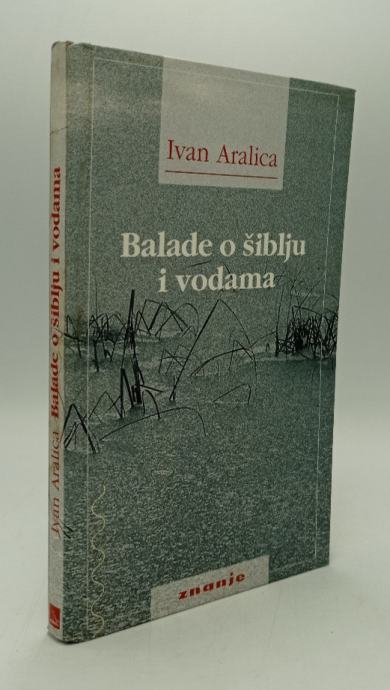 Ivan Aralica
Balade o šiblju
i vodama
znanje
Ivan Aralica Balade o šiblju i vodama